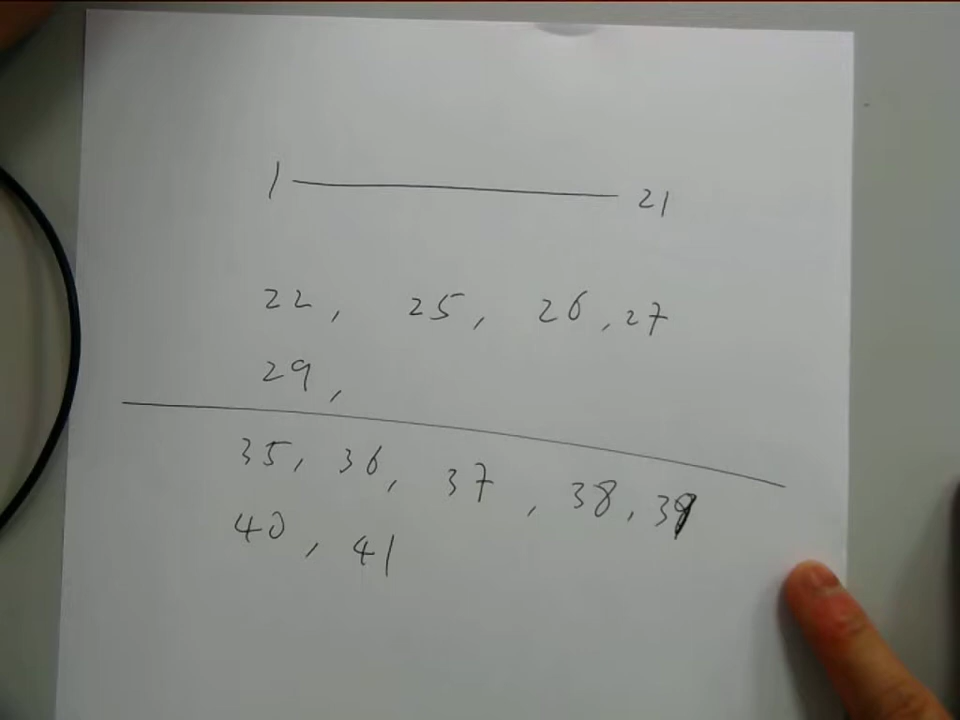 1 — 21
22, 25, 26, 27
29,
35, 36, 37, 38, 39
40, 41